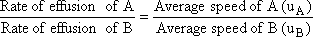 Rate of effusion of A / Rate of effusion of B = Average speed of A (u_A) / Average speed of B (u_B)